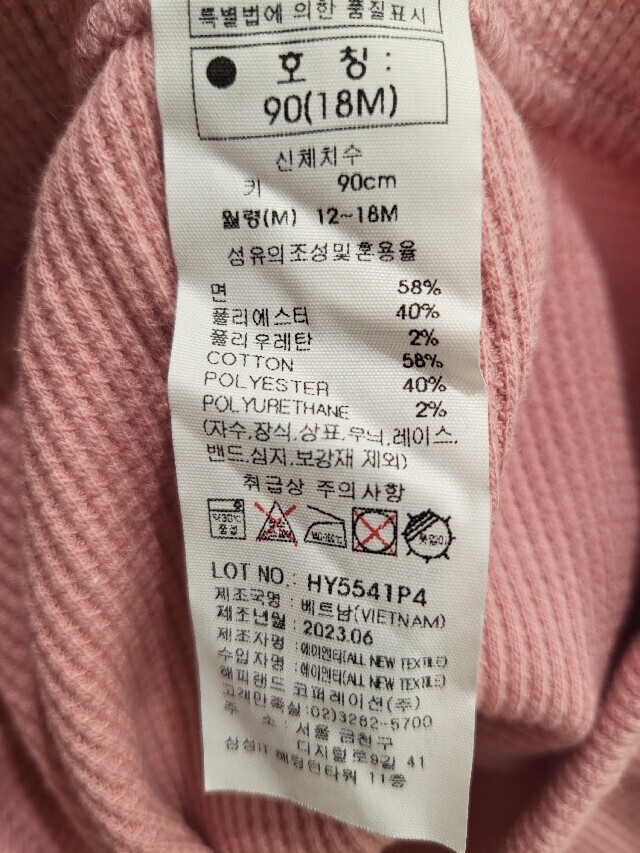 특별법에 의한 품질표시
호 칭 :
90(18M)
신체치수
키 90cm
월령(M) 12~18M
섬유의조성및혼용율
면 58%
폴리에스터 40%
폴리우레탄 2%
COTTON 58%
POLYESTER 40%
POLYURETHANE 2%
(자수,장식,상표,무늬,레이스,
밴드,심지,보강재 제외)
취급상 주의사항
중성
LOT NO.: HY5541P4
제조국명 : 베트남(VIETNAM)
제조년월 : 2023.06
제조자명 : 에이엔티(ALL NEW TEXTILE)
수입자명 : 에이엔티(ALL NEW TEXTILE)
해피랜드 코퍼레이션(주)
고객만족실:02)3282-5700
주 소 : 서울 금천구
디지털로9길 41
삼성IT 해링턴타워 11층